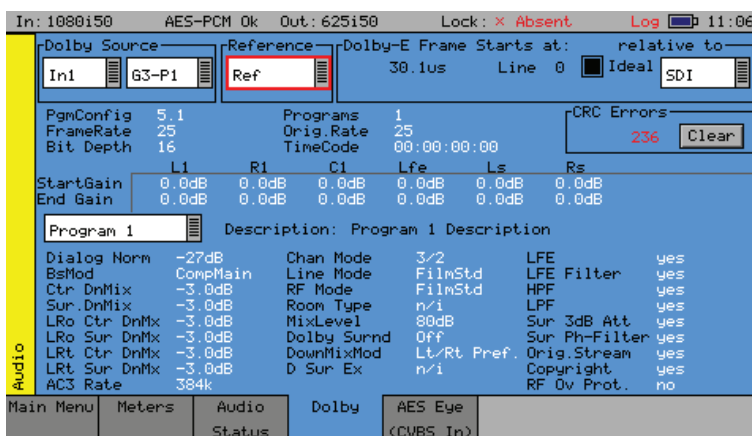 In: 1080i50 AES-PCM Ok Out: 625i50 Lock: × Absent Log 11:06
Dolby Source Reference Dolby-E Frame Starts at: relative to
In1 G3-P1 Ref 30.1us Line 0 Ideal SDI
PgmConfig 5.1 Programs 1 CRC Errors
FrameRate 25 Orig.Rate 25 236 Clear
Bit Depth 16 TimeCode 00:00:00:00
L1 R1 C1 Lfe Ls Rs
StartGain 0.0dB 0.0dB 0.0dB 0.0dB 0.0dB 0.0dB
End Gain 0.0dB 0.0dB 0.0dB 0.0dB 0.0dB 0.0dB
Program 1 Description: Program 1 Description
Dialog Norm -27dB Chan Mode 3/2 LFE yes
BsMod CompMain Line Mode FilmStd LFE Filter yes
Ctr DnMix -3.0dB RF Mode FilmStd HPF yes
Sur.DnMix -3.0dB Room Type n/i LPF yes
LRo Ctr DnMx -3.0dB MixLevel 80dB Sur 3dB Att yes
LRo Sur DnMx -3.0dB Dolby Surnd Off Sur Ph-Filter yes
LRt Ctr DnMx -3.0dB DownMixMod Lt/Rt Pref. Orig.Stream yes
LRt Sur DnMx -3.0dB D Sur Ex n/i Copyright yes
AC3 Rate 384k RF Ov Prot. no
Audio
Main Menu Meters Audio Status Dolby AES Eye (CVBS In)